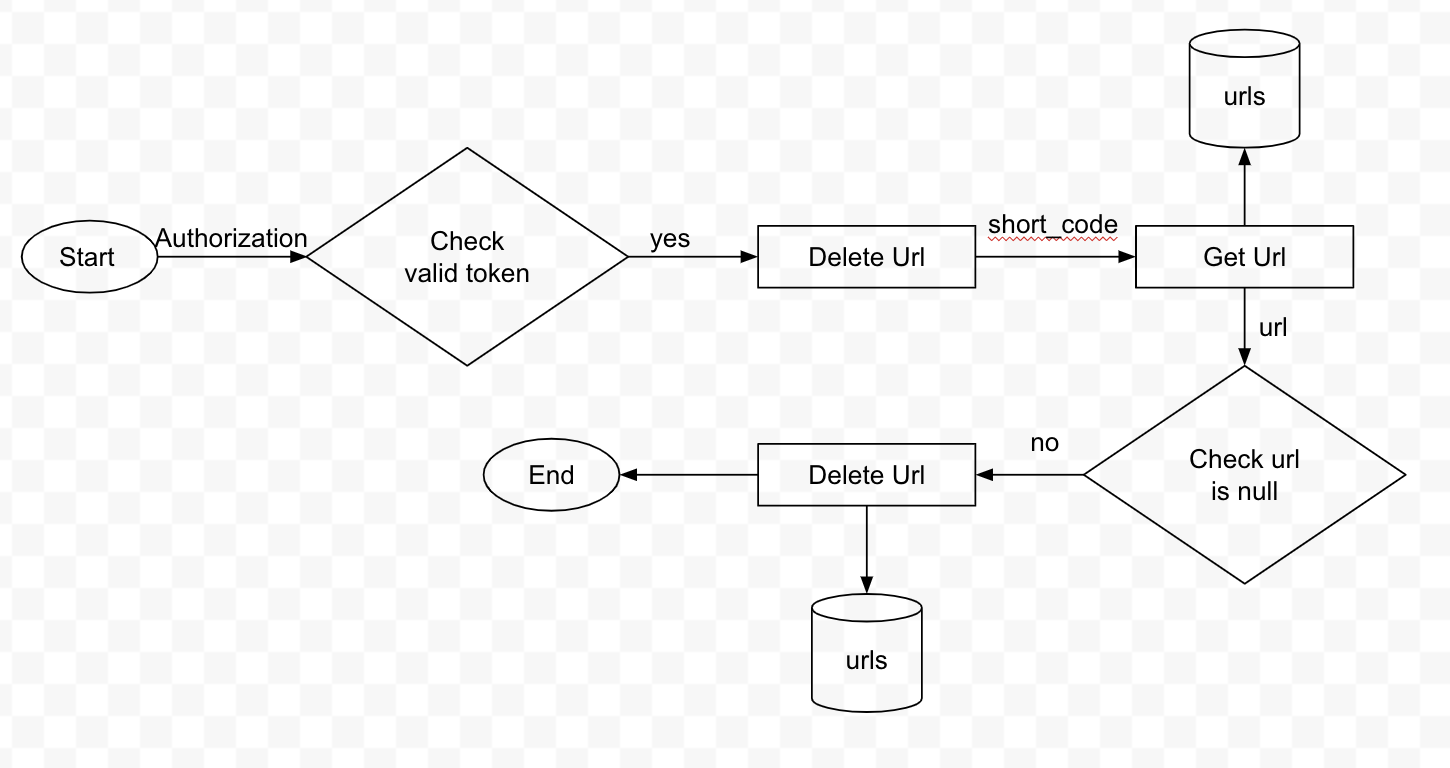 urls
Start
Authorization
Check
valid token
yes
Delete Url
short_code
Get Url
url
Check url
is null
no
Delete Url
End
urls